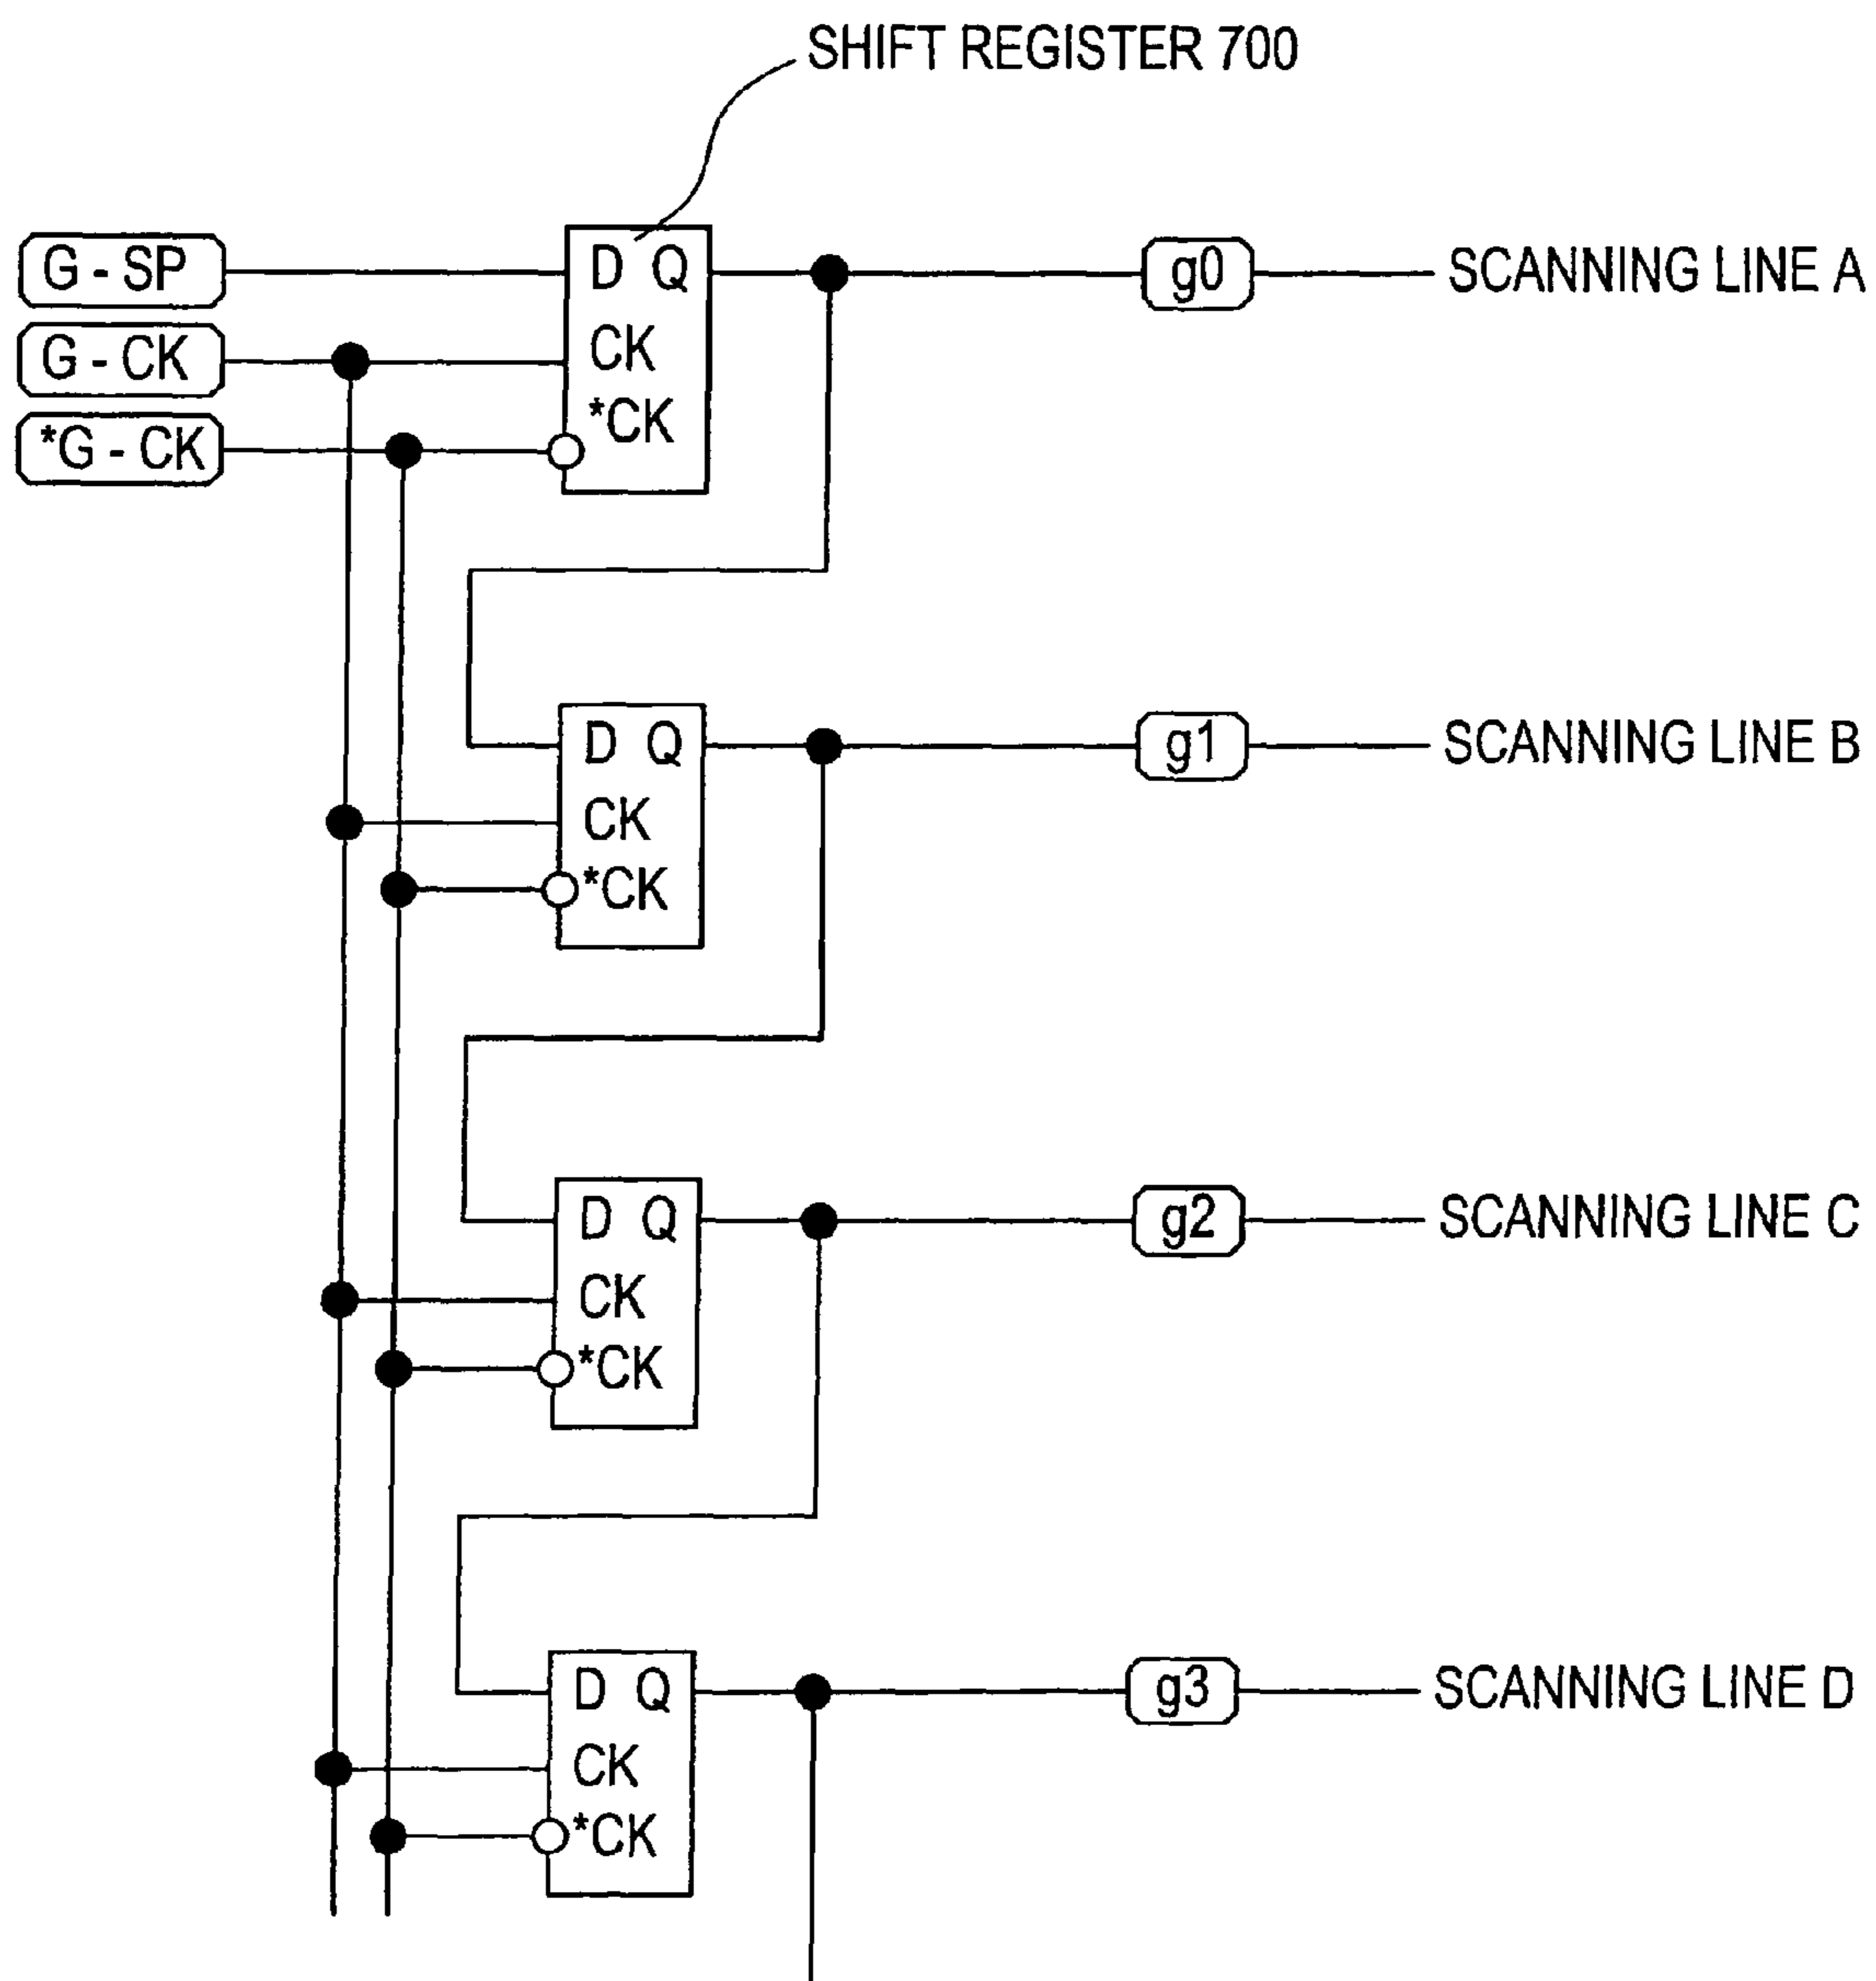 SHIFT REGISTER 700
G - SP
D Q
g0
SCANNING LINE A
G - CK
CK
*G - CK
*CK
D Q
g1
SCANNING LINE B
CK
*CK
D Q
g2
SCANNING LINE C
CK
*CK
D Q
g3
SCANNING LINE D
CK
*CK